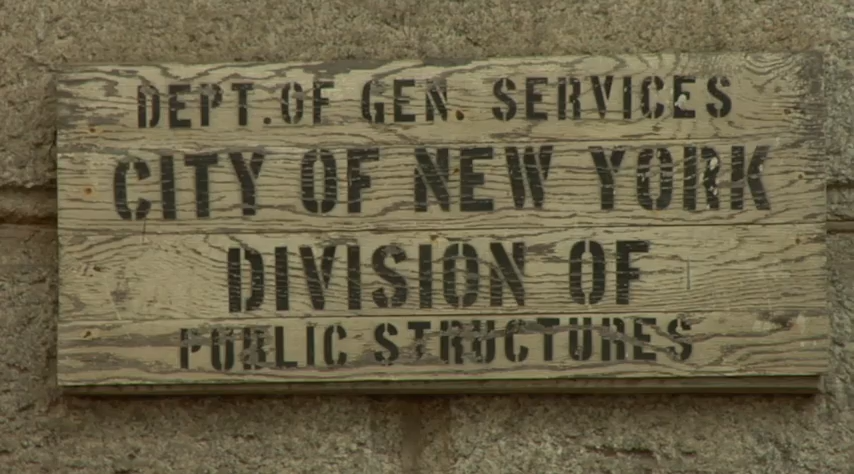 DEPT. OF GEN. SERVICES
CITY OF NEW YORK
DIVISION OF
PUBLIC STRUCTURES